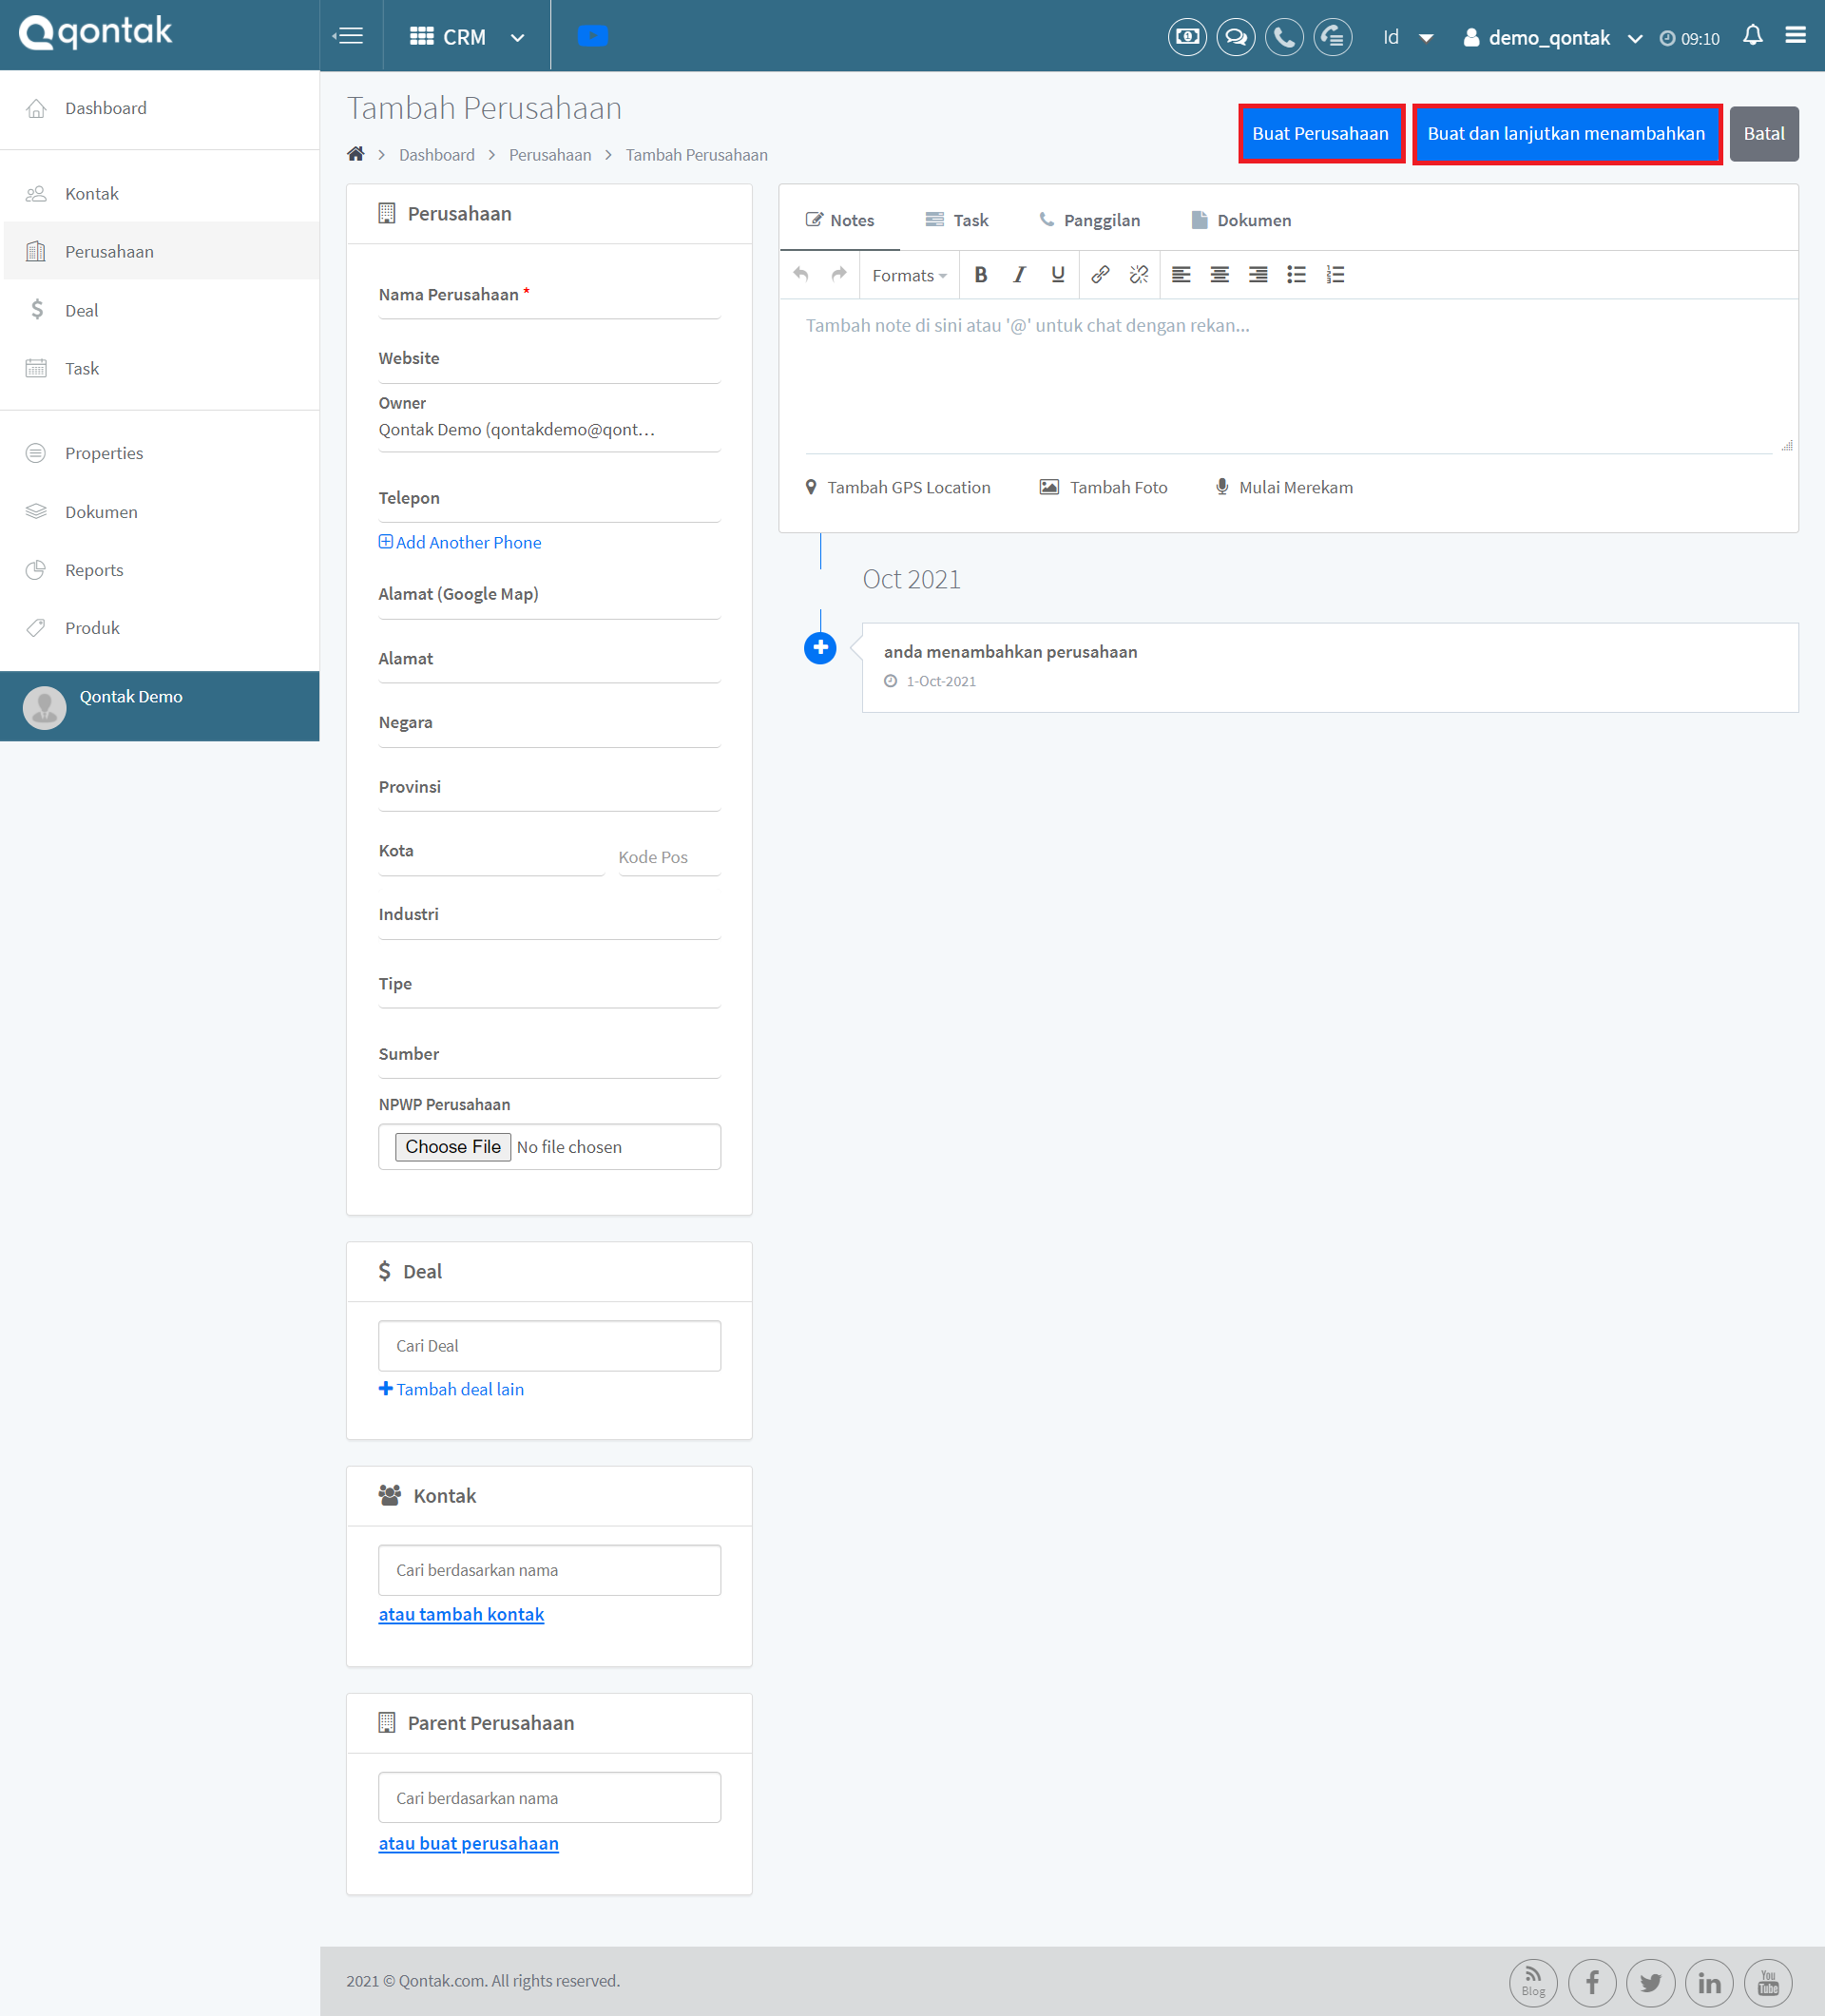 qontak
CRM
Id
demo_qontak
09:10
Dashboard
Kontak
Perusahaan
Deal
Task
Properties
Dokumen
Reports
Produk
Qontak Demo
Tambah Perusahaan
Dashboard > Perusahaan > Tambah Perusahaan
Buat Perusahaan
Buat dan lanjutkan menambahkan
Batal
Perusahaan
Nama Perusahaan *
Website
Owner
Qontak Demo (qontakdemo@qont...
Telepon
Add Another Phone
Alamat (Google Map)
Alamat
Negara
Provinsi
Kota
Kode Pos
Industri
Tipe
Sumber
NPWP Perusahaan
Choose File No file chosen
Deal
Cari Deal
Tambah deal lain
Kontak
Cari berdasarkan nama
atau tambah kontak
Parent Perusahaan
Cari berdasarkan nama
atau buat perusahaan
Notes
Task
Panggilan
Dokumen
Formats
B I U
Tambah note di sini atau '@' untuk chat dengan rekan...
Tambah GPS Location
Tambah Foto
Mulai Merekam
Oct 2021
anda menambahkan perusahaan
1-Oct-2021
2021 © Qontak.com. All rights reserved.
Blog
You
Tube